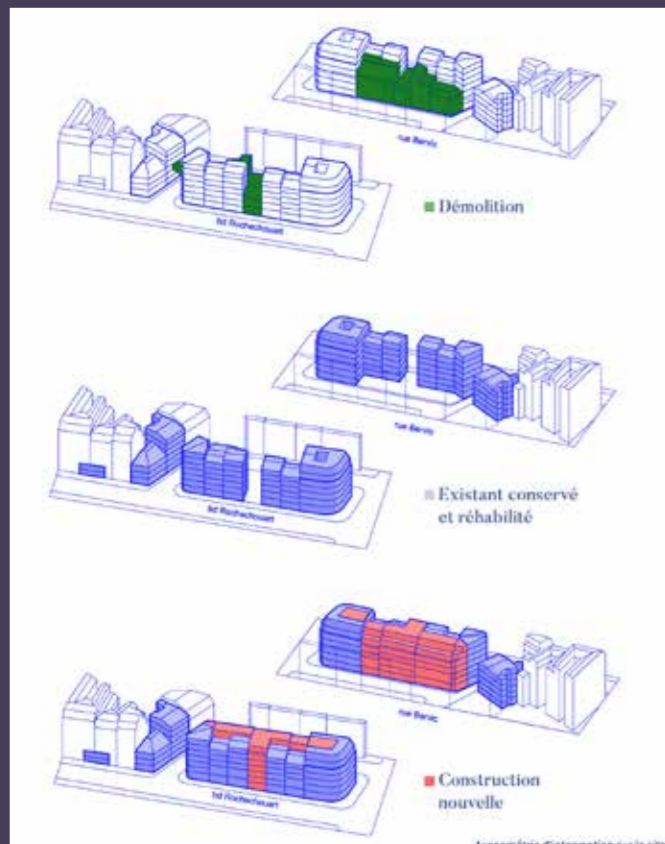 rue Bervic
bd Rochechouart
Démolition
rue Bervic
bd Rochechouart
Existant conservé
et réhabilité
rue Bervic
bd Rochechouart
Construction
nouvelle